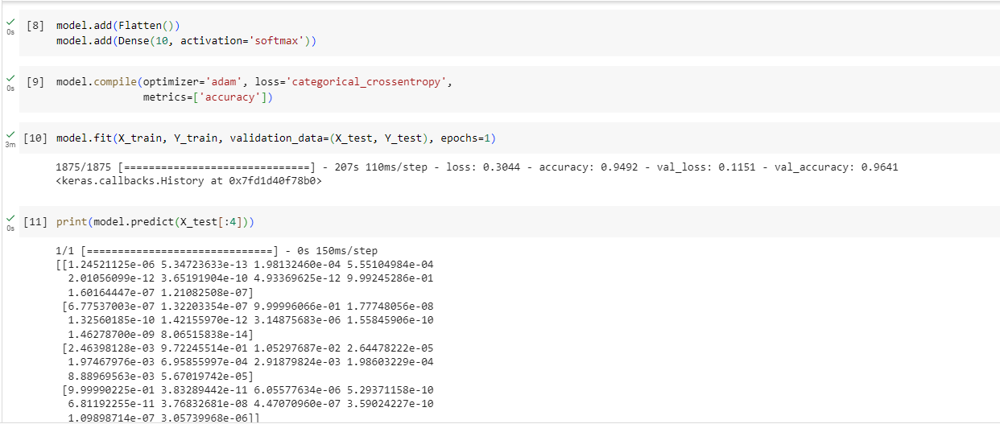 [8] model.add(Flatten())
0s model.add(Dense(10, activation='softmax'))
[9] model.compile(optimizer='adam', loss='categorical_crossentropy',
0s metrics=['accuracy'])
[10] model.fit(X_train, Y_train, validation_data=(X_test, Y_test), epochs=1)
3m
1875/1875 [==============================] - 207s 110ms/step - loss: 0.3044 - accuracy: 0.9492 - val_loss: 0.1151 - val_accuracy: 0.9641
<keras.callbacks.History at 0x7fd1d40f78b0>
[11] print(model.predict(X_test[:4]))
0s
1/1 [==============================] - 0s 150ms/step
[[1.24521125e-06 5.34723633e-13 1.98132460e-04 5.55104984e-04
2.01056099e-12 3.65191904e-10 4.93369625e-12 9.99245286e-01
1.60164447e-07 1.21082508e-07]
[6.77537003e-07 1.32203354e-07 9.99996066e-01 1.77748056e-08
1.32560185e-10 1.42155970e-12 3.14875683e-06 1.55845906e-10
1.46278700e-09 8.06515838e-14]
[2.46398128e-03 9.72245514e-01 1.05297687e-02 2.64478222e-05
1.97467976e-03 6.95855997e-04 2.91879824e-03 1.98603229e-04
8.88969563e-03 5.67019742e-05]
[9.99990225e-01 3.83289442e-11 6.05577634e-06 5.29371158e-10
6.81192255e-11 3.76832681e-08 4.47070960e-07 3.59024227e-10
1.09898714e-07 3.05739968e-06]]